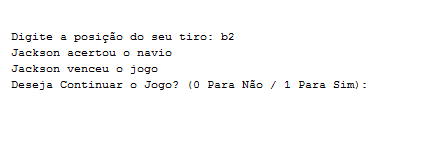 Digite a posição do seu tiro: b2
Jackson acertou o navio
Jackson venceu o jogo
Deseja Continuar o Jogo? (0 Para Não / 1 Para Sim):